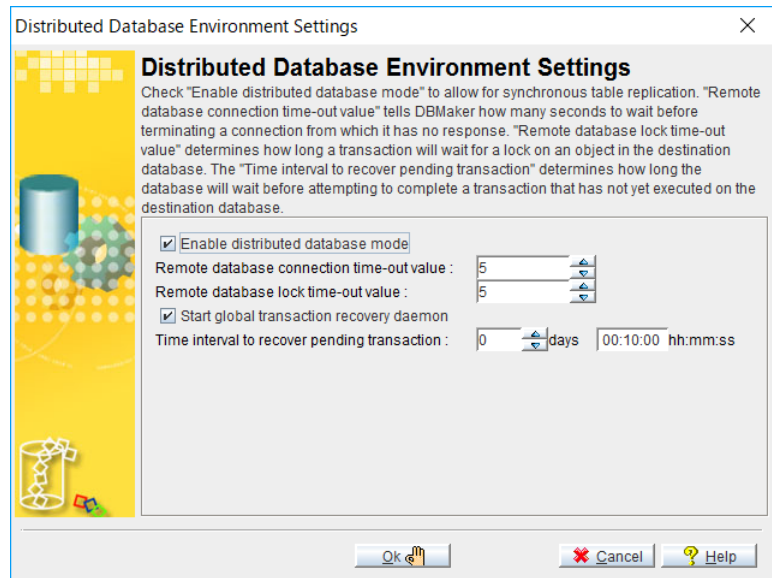 Distributed Database Environment Settings
Distributed Database Environment Settings
Check "Enable distributed database mode" to allow for synchronous table replication. "Remote
database connection time-out value" tells DBMaker how many seconds to wait before
terminating a connection from which it has no response. "Remote database lock time-out
value" determines how long a transaction will wait for a lock on an object in the destination
database. The "Time interval to recover pending transaction" determines how long the
database will wait before attempting to complete a transaction that has not yet executed on the
destination database.
Enable distributed database mode
Remote database connection time-out value : 5
Remote database lock time-out value : 5
Start global transaction recovery daemon
Time interval to recover pending transaction : 0 days 00:10:00 hh:mm:ss
Ok Cancel Help